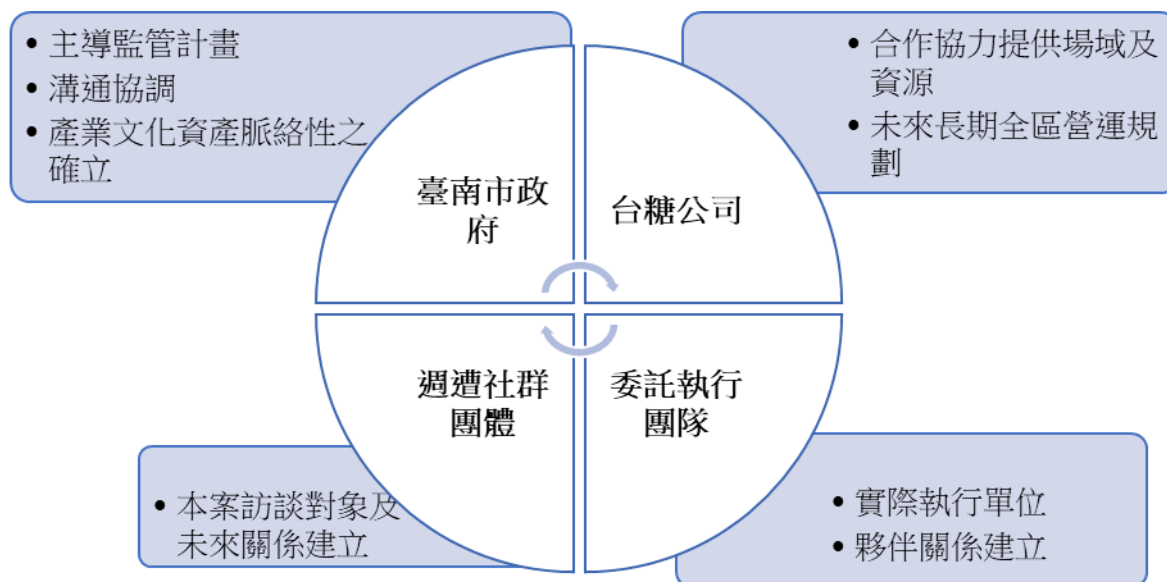 • 主導監管計畫
• 溝通協調
• 產業文化資產脈絡性之
確立
• 合作協力提供場域及
資源
• 未來長期全區營運規
劃
臺南市政
府
台糖公司
週遭社群
團體
委託執行
團隊
• 本案訪談對象及
未來關係建立
• 實際執行單位
• 夥伴關係建立